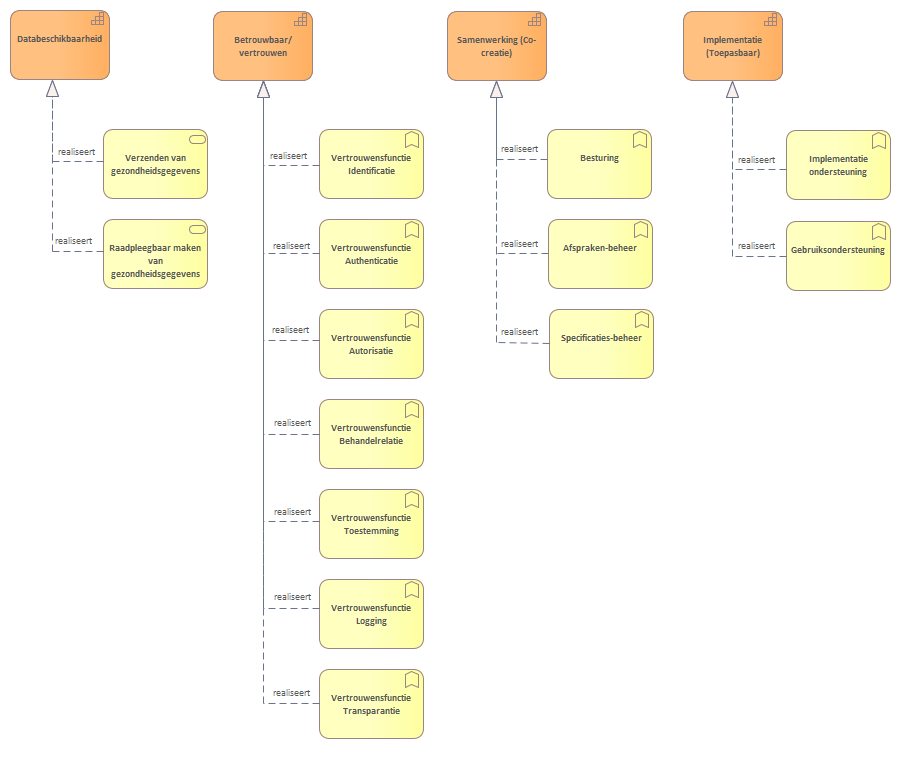 Databeschikbaarheid
realiseert
Verzenden van
gezondheidsgegevens
realiseert
Raadpleegbaar maken
van
gezondheidsgegevens
Betrouwbaar/
vertrouwen
realiseert
Vertrouwensfunctie
Identificatie
realiseert
Vertrouwensfunctie
Authenticatie
realiseert
Vertrouwensfunctie
Autorisatie
realiseert
Vertrouwensfunctie
Behandelrelatie
realiseert
Vertrouwensfunctie
Toestemming
realiseert
Vertrouwensfunctie
Logging
realiseert
Vertrouwensfunctie
Transparantie
Samenwerking (Co-
creatie)
realiseert
Besturing
realiseert
Afspraken-beheer
realiseert
Specificaties-beheer
Implementatie
(Toepasbaar)
realiseert
Implementatie
ondersteuning
realiseert
Gebruiksondersteuning